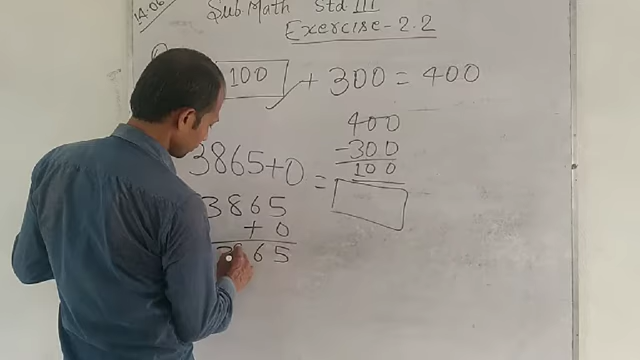 14.06
Sub. Math Std III
Exercise - 2.2
100 + 300 = 400
400
- 300
100
3865 + 0 =
3865
+ 0
3865